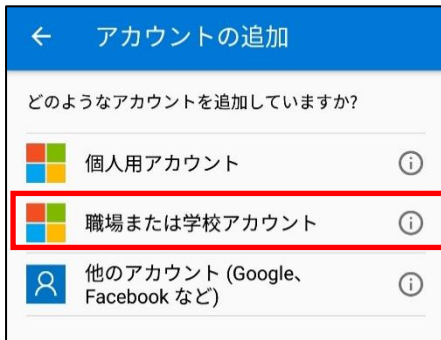 アカウントの追加
どのようなアカウントを追加していますか?
個人用アカウント
職場または学校アカウント
他のアカウント (Google、
Facebook など)